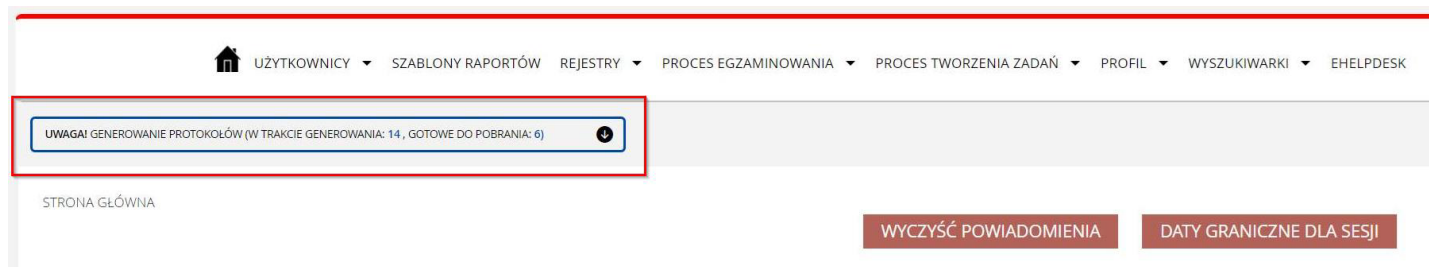 UŻYTKOWNICY SZABLONY RAPORTÓW REJESTRY PROCES EGZAMINOWANIA PROCES TWORZENIA ZADAŃ PROFIL WYSZUKIWARKI EHELPDESK
UWAGA! GENEROWANIE PROTOKOŁÓW (W TRAKCIE GENEROWANIA: 14 , GOTOWE DO POBRANIA: 6)
STRONA GŁÓWNA
WYCZYŚĆ POWIADOMIENIA DATY GRANICZNE DLA SESJI